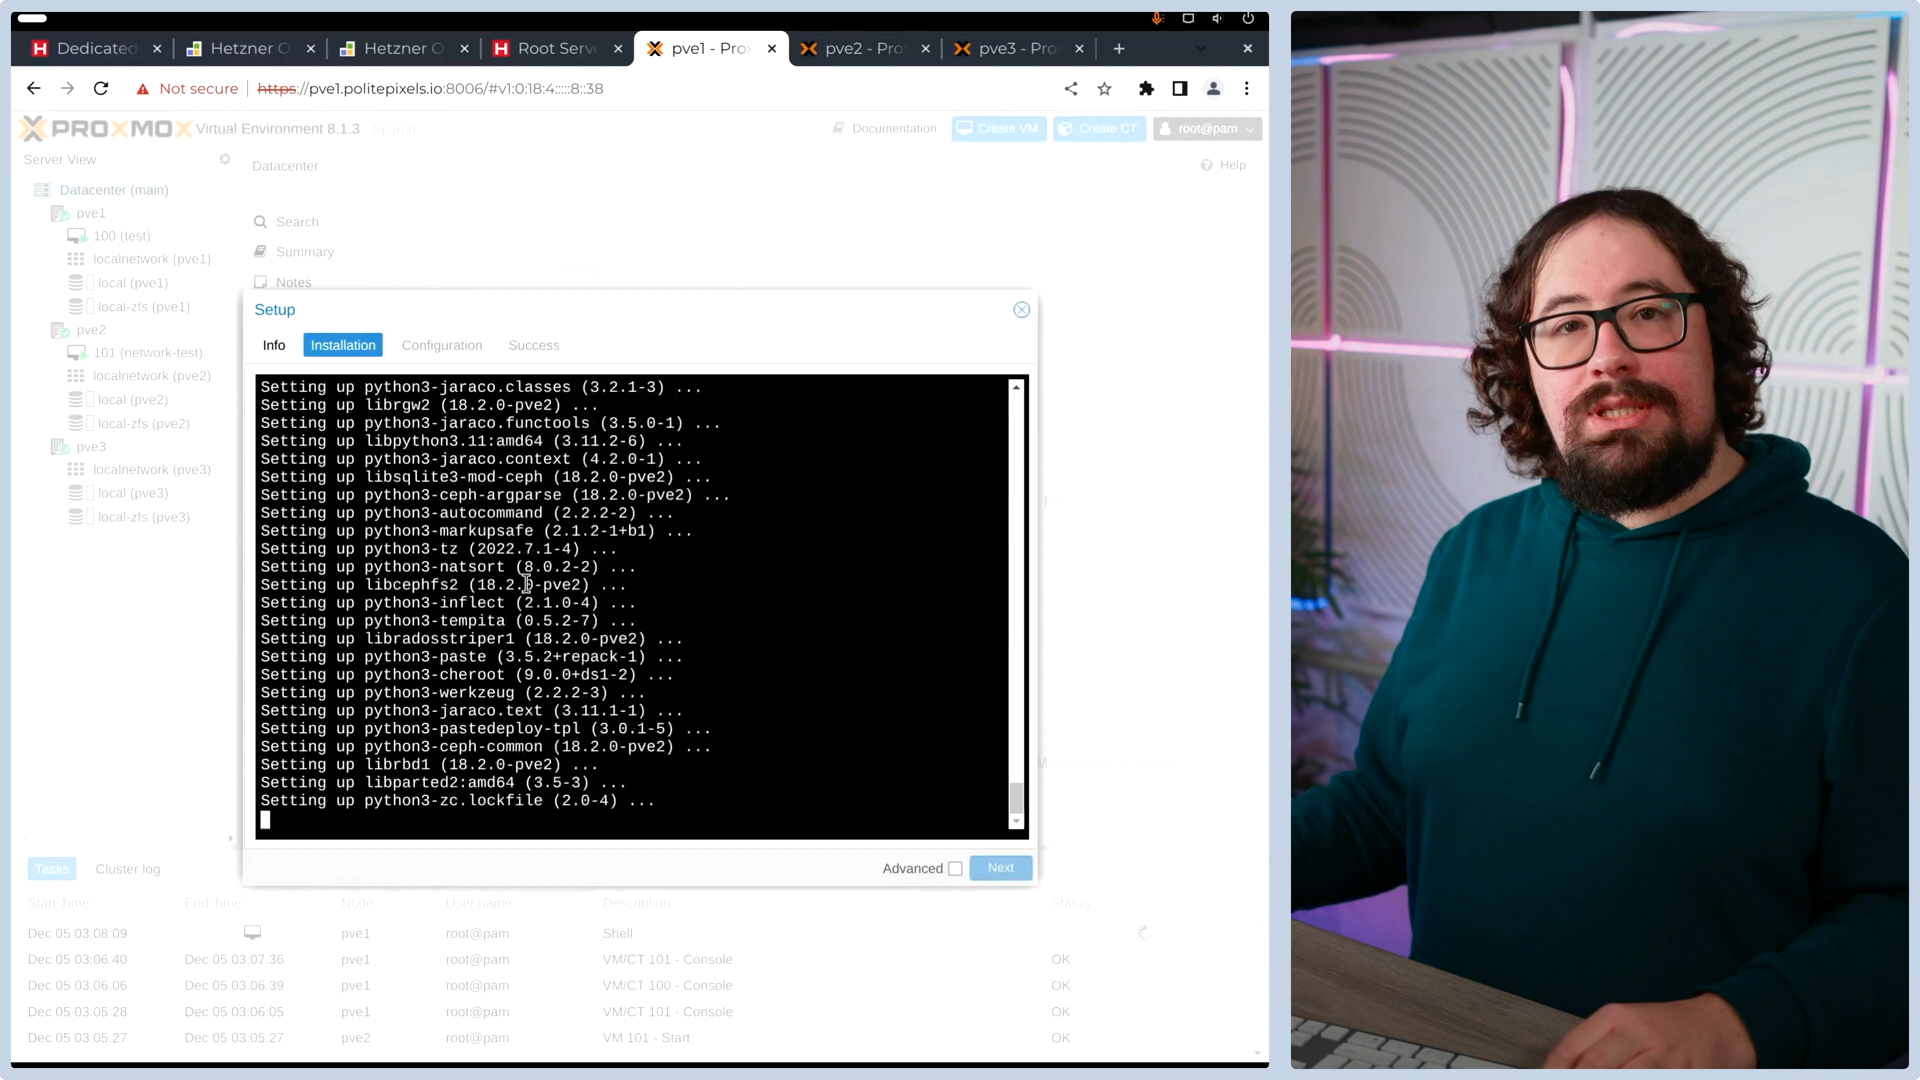 Dedicated
Hetzner O
Hetzner O
Root Serve
pve1 - Pro
pve2 - Pro
pve3 - Pro
Not secure
https://pve1.politepixels.io:8006/#v1:0:18:4:::::8::38
PROXMOX Virtual Environment 8.1.3
Search
Documentation
Create VM
Create CT
root@pam
Server View
Datacenter
Help
Datacenter (main)
pve1
100 (test)
localnetwork (pve1)
local (pve1)
local-zfs (pve1)
pve2
101 (network-test)
localnetwork (pve2)
local (pve2)
local-zfs (pve2)
pve3
localnetwork (pve3)
local (pve3)
local-zfs (pve3)
Search
Summary
Notes
Setup
Info
Installation
Configuration
Success
Setting up python3-jaraco.classes (3.2.1-3) ...
Setting up librgw2 (18.2.0-pve2) ...
Setting up python3-jaraco.functools (3.5.0-1) ...
Setting up libpython3.11:amd64 (3.11.2-6) ...
Setting up python3-jaraco.context (4.2.0-1) ...
Setting up libsqlite3-mod-ceph (18.2.0-pve2) ...
Setting up python3-ceph-argparse (18.2.0-pve2) ...
Setting up python3-autocommand (2.2.2-2) ...
Setting up python3-markupsafe (2.1.2-1+b1) ...
Setting up python3-tz (2022.7.1-4) ...
Setting up python3-natsort (8.0.2-2) ...
Setting up libcephfs2 (18.2.0-pve2) ...
Setting up python3-inflect (2.1.0-4) ...
Setting up python3-tempita (0.5.2-7) ...
Setting up libradosstriper1 (18.2.0-pve2) ...
Setting up python3-paste (3.5.2+repack-1) ...
Setting up python3-cheroot (9.0.0+ds1-2) ...
Setting up python3-werkzeug (2.2.2-3) ...
Setting up python3-jaraco.text (3.11.1-1) ...
Setting up python3-pastedeploy-tpl (3.0.1-5) ...
Setting up python3-ceph-common (18.2.0-pve2) ...
Setting up librbd1 (18.2.0-pve2) ...
Setting up libparted2:amd64 (3.5-3) ...
Setting up python3-zc.lockfile (2.0-4) ...
Advanced
Next
Tasks
Cluster log
Start Time End Time Node User name Description Status
Dec 05 03:08:09 pve1 root@pam Shell
Dec 05 03:06:40 Dec 05 03:07:36 pve1 root@pam VM/CT 101 - Console OK
Dec 05 03:06:06 Dec 05 03:06:39 pve1 root@pam VM/CT 100 - Console OK
Dec 05 03:05:28 Dec 05 03:06:05 pve1 root@pam VM/CT 101 - Console OK
Dec 05 03:05:27 Dec 05 03:05:27 pve2 root@pam VM 101 - Start OK